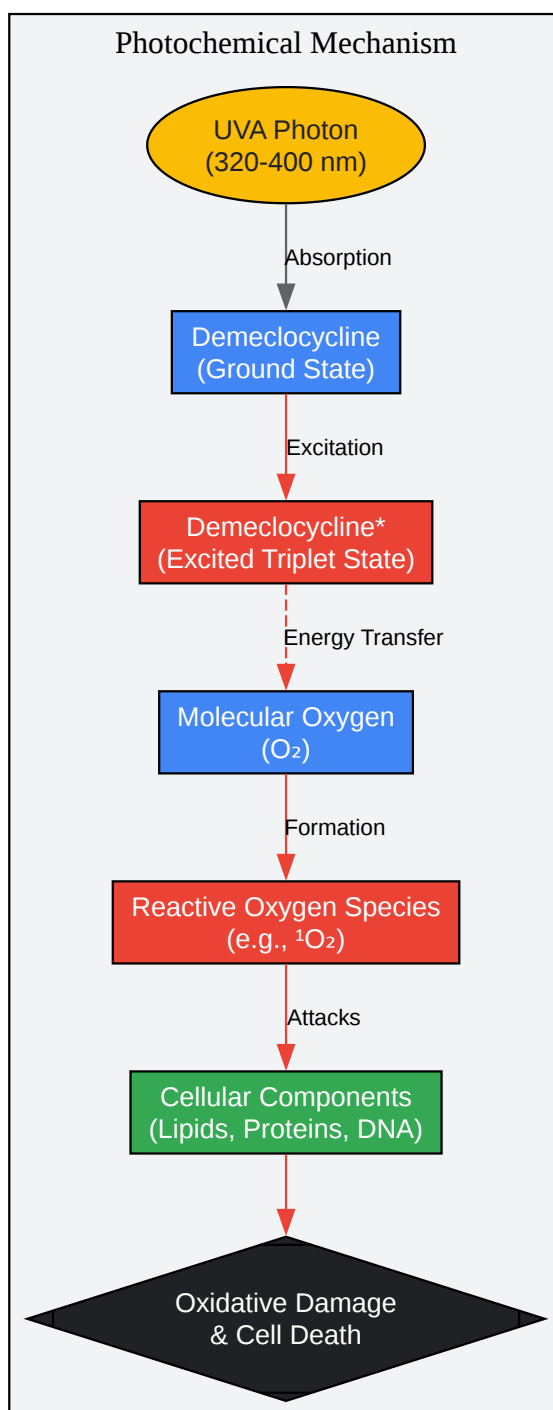 Photochemical Mechanism
UVA Photon
(320-400 nm)
Absorption
Demeclocycline
(Ground State)
Excitation
Demeclocycline*
(Excited Triplet State)
Energy Transfer
Molecular Oxygen
(O₂)
Formation
Reactive Oxygen Species
(e.g., ¹O₂)
Attacks
Cellular Components
(Lipids, Proteins, DNA)
Oxidative Damage
& Cell Death